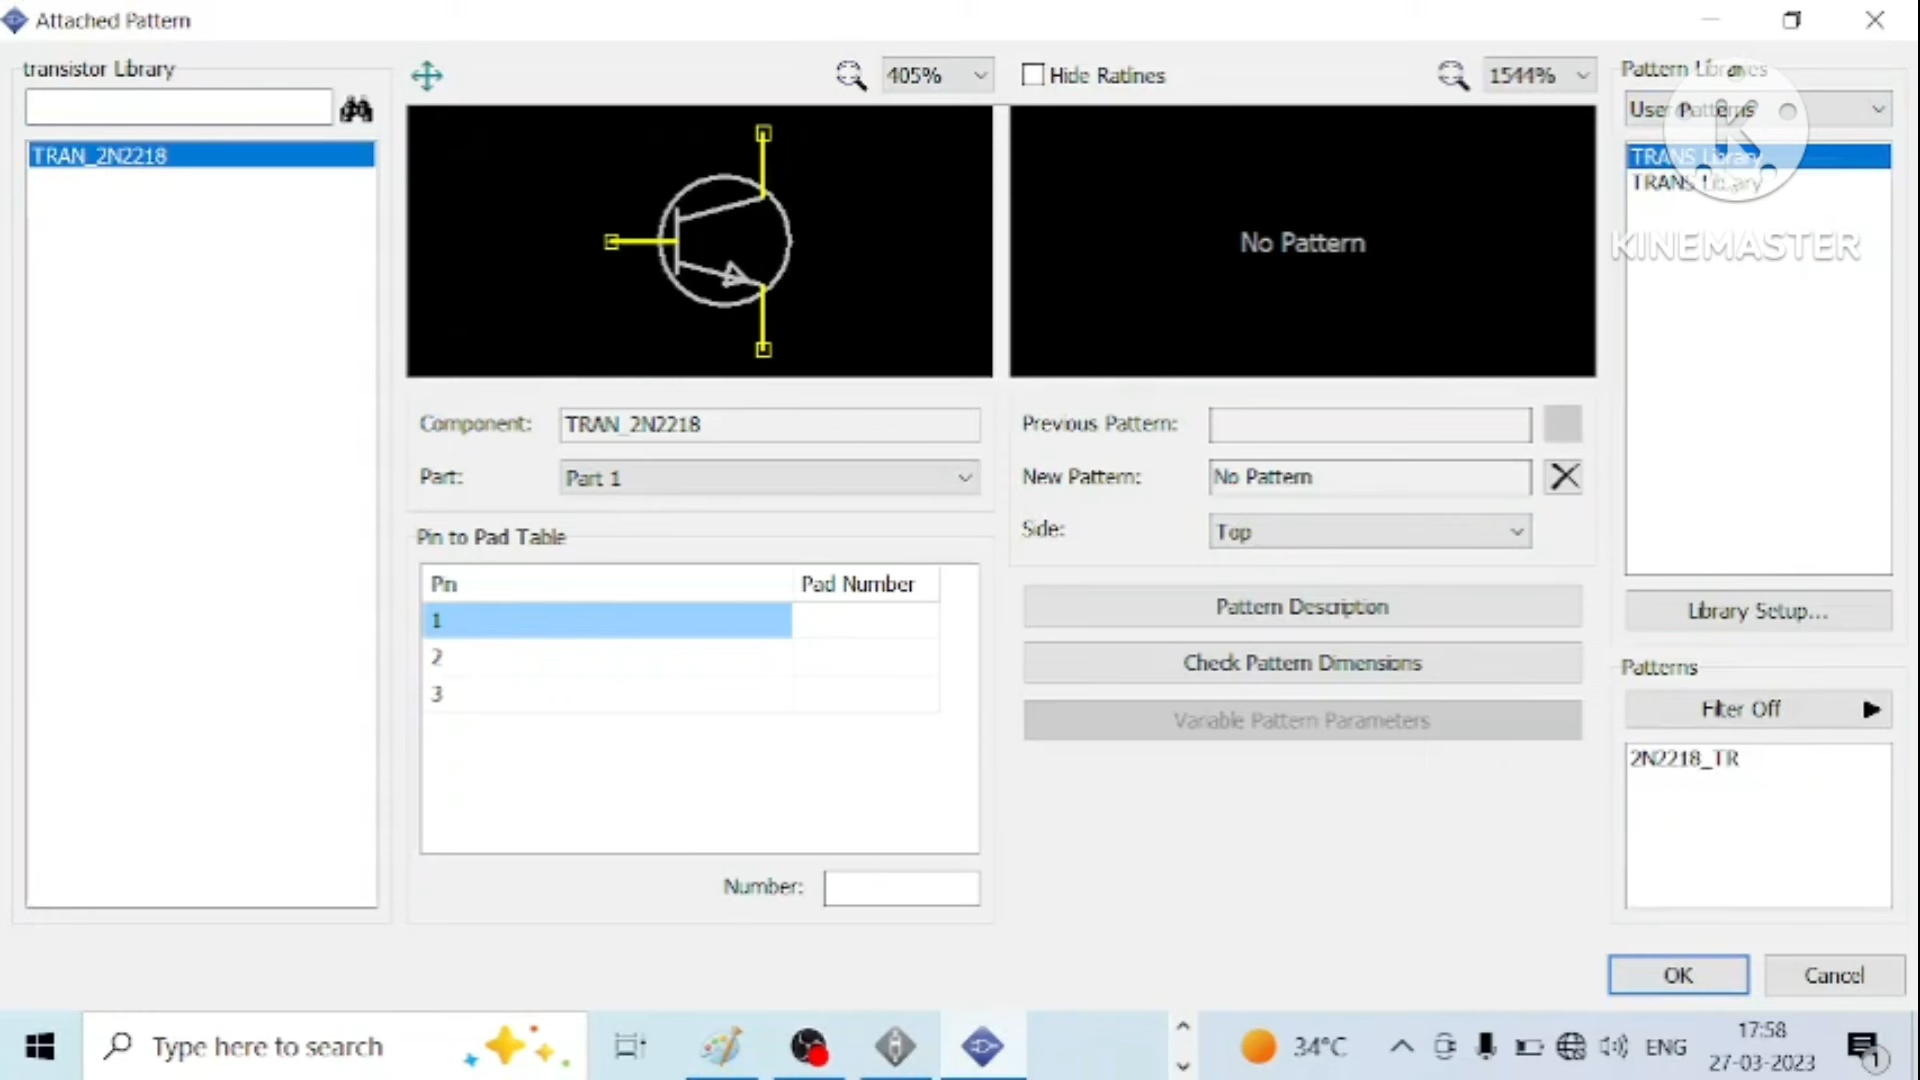 Attached Pattern
transistor Library
TRAN_2N2218
405%
Hide Ratlines
1544%
No Pattern
Component:
TRAN_2N2218
Part:
Part 1
Pin to Pad Table
Pin
Pad Number
1
2
3
Number:
Previous Pattern:
New Pattern:
No Pattern
Side:
Top
Pattern Description
Check Pattern Dimensions
Variable Pattern Parameters
Pattern Libraries
User Patterns
TRANS Library
TRANS Library
K
KINEMASTER
Library Setup...
Patterns
Filter Off
2N2218_TR
OK
Cancel
Type here to search
34°C
ENG
17:58
27-03-2023
1